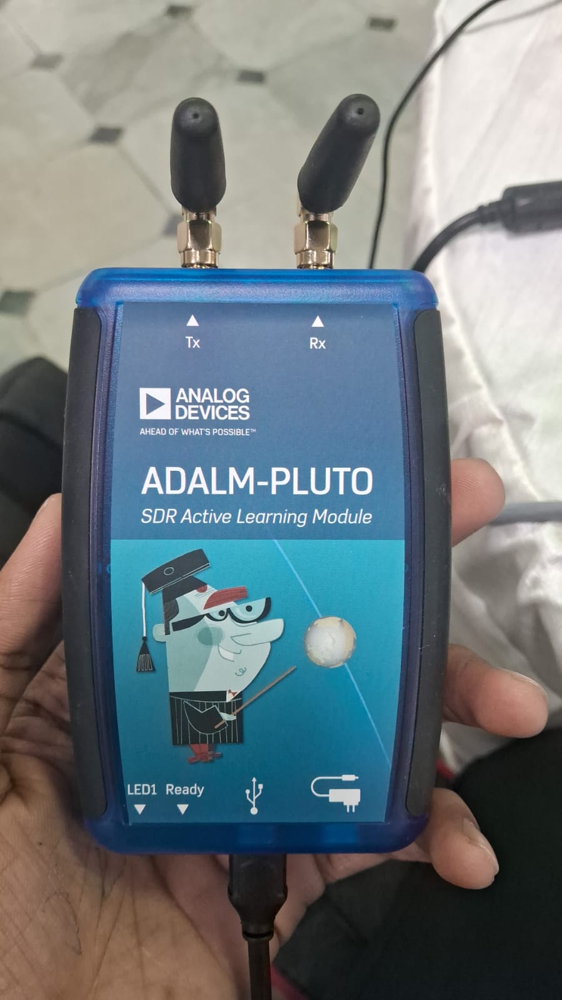 Tx Rx
ANALOG
DEVICES
AHEAD OF WHAT'S POSSIBLE™
ADALM-PLUTO
SDR Active Learning Module
LED1 Ready